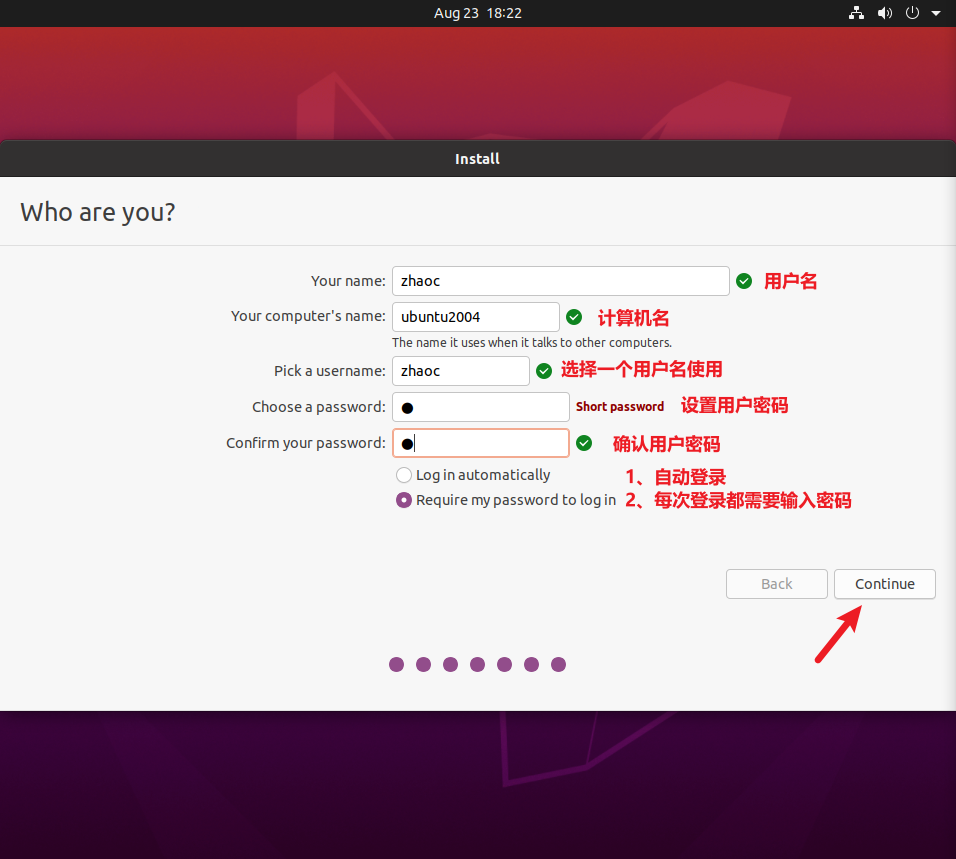 Aug 23 18:22
Install
Who are you?
Your name: zhaoc 用户名
Your computer's name: ubuntu2004 计算机名
The name it uses when it talks to other computers.
Pick a username: zhaoc 选择一个用户名使用
Choose a password: ● Short password 设置用户密码
Confirm your password: ● 确认用户密码
Log in automatically 1、自动登录
Require my password to log in 2、每次登录都需要输入密码
Back Continue